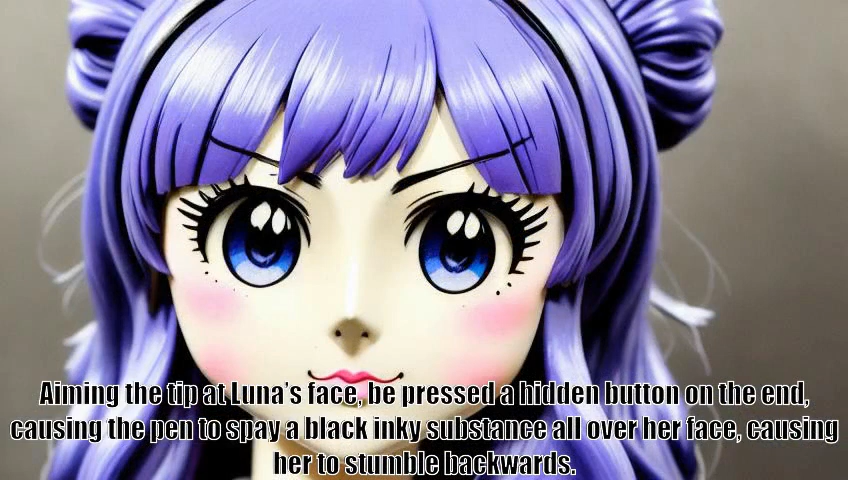 Aiming the tip at Luna's face, be pressed a hidden button on the end,
causing the pen to spay a black inky substance all over her face, causing
her to stumble backwards.